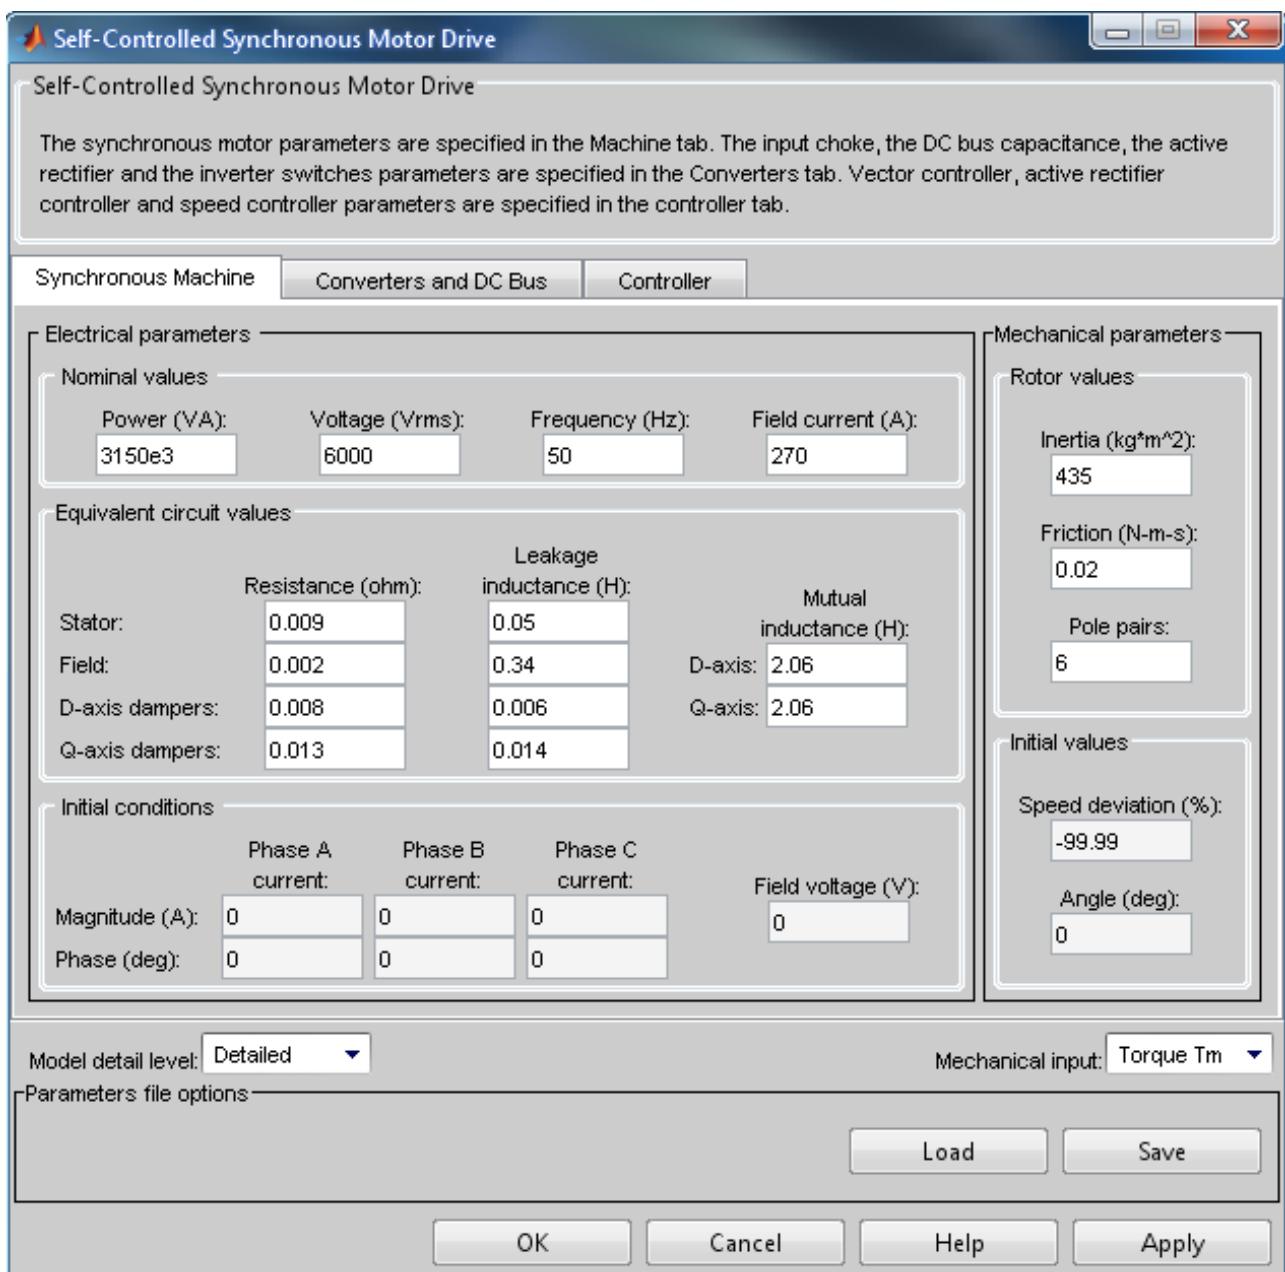 Self-Controlled Synchronous Motor Drive
Self-Controlled Synchronous Motor Drive
The synchronous motor parameters are specified in the Machine tab. The input choke, the DC bus capacitance, the active
rectifier and the inverter switches parameters are specified in the Converters tab. Vector controller, active rectifier
controller and speed controller parameters are specified in the controller tab.
Synchronous Machine Converters and DC Bus Controller
Electrical parameters
Nominal values
Power (VA): Voltage (Vrms): Frequency (Hz): Field current (A):
3150e3 6000 50 270
Equivalent circuit values
Leakage
Resistance (ohm): inductance (H):
Mutual
inductance (H):
Stator: 0.009 0.05
Field: 0.002 0.34 D-axis: 2.06
D-axis dampers: 0.008 0.006 Q-axis: 2.06
Q-axis dampers: 0.013 0.014
Initial conditions
Phase A Phase B Phase C
current: current: current:
Field voltage (V):
Magnitude (A): 0 0 0 0
Phase (deg): 0 0 0
Mechanical parameters
Rotor values
Inertia (kg*m^2):
435
Friction (N-m-s):
0.02
Pole pairs:
6
Initial values
Speed deviation (%):
-99.99
Angle (deg):
0
Model detail level: Detailed Mechanical input: Torque Tm
Parameters file options
Load Save
OK Cancel Help Apply